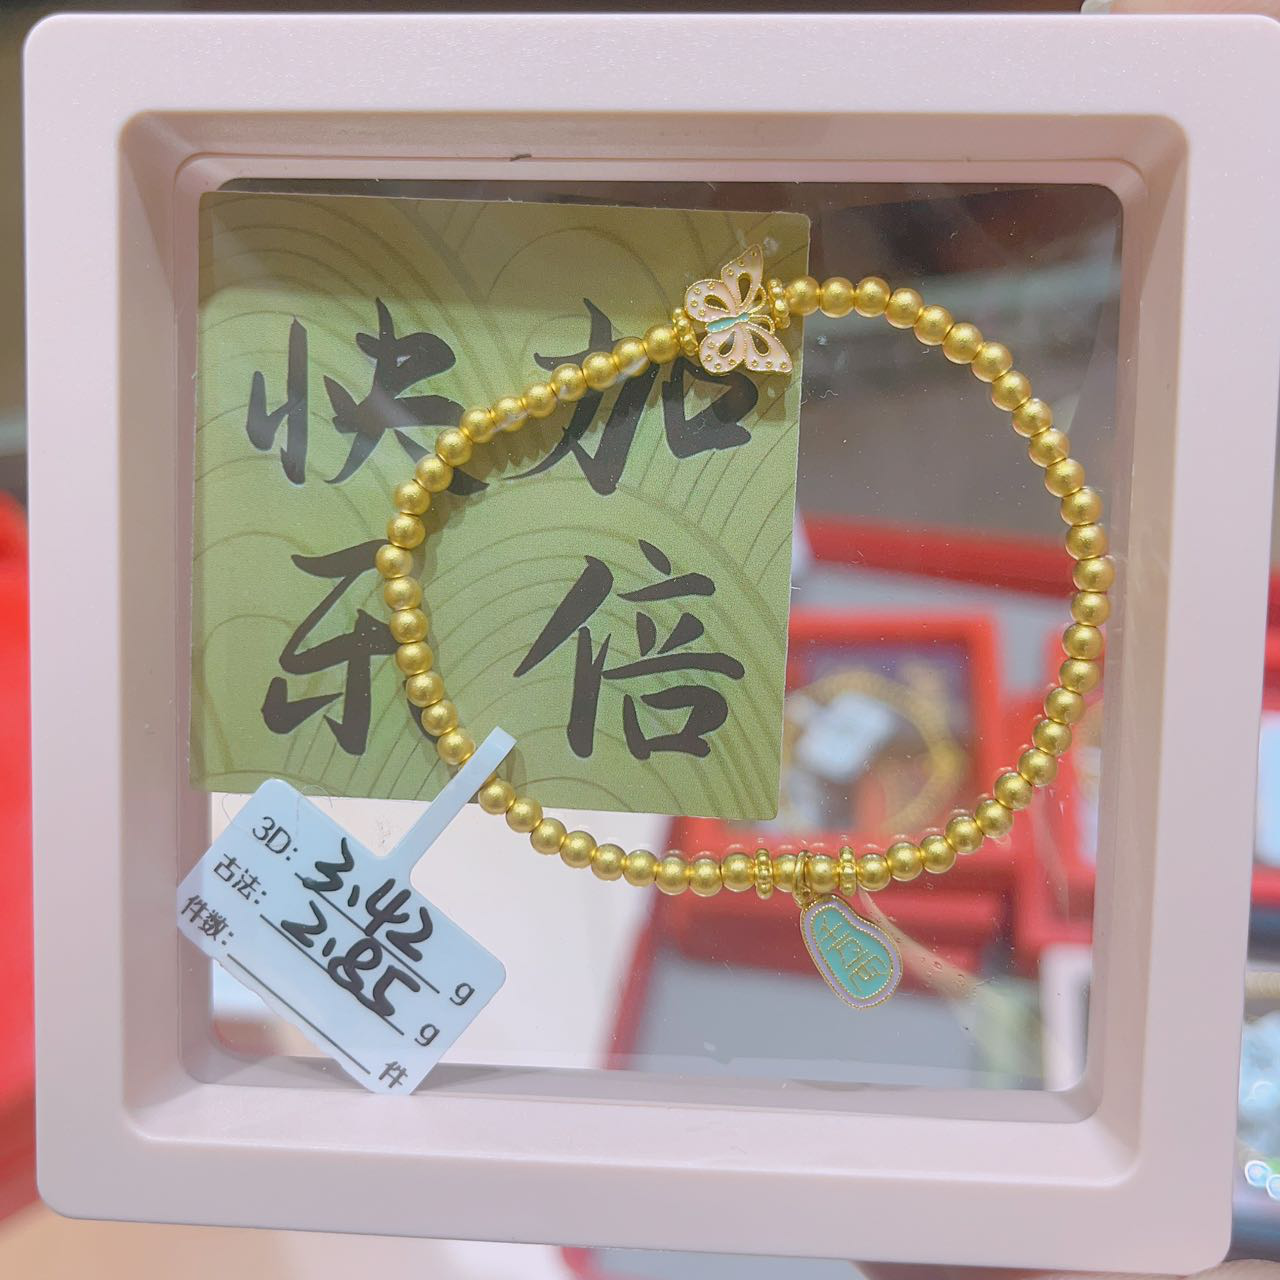 快加
乐倍
3D: 3.42 g
古法: 2.85 g
件数: 件